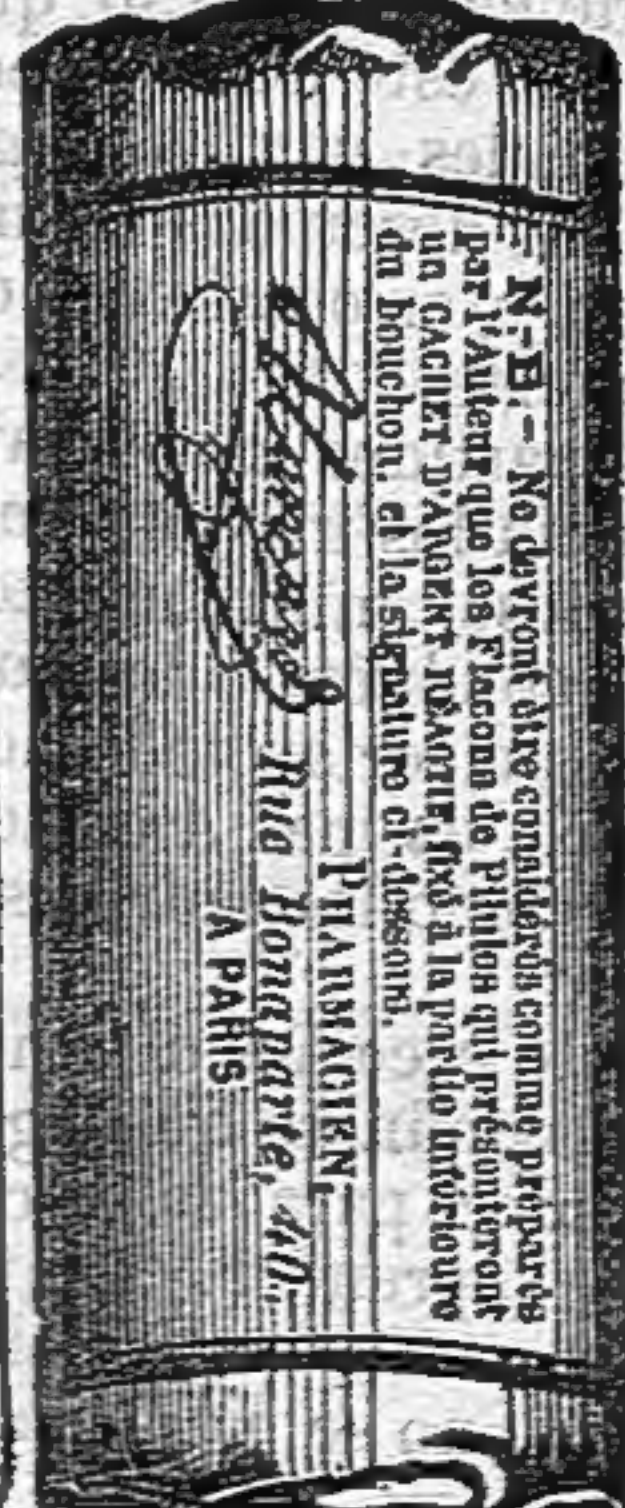 N.-B. — Ne devront être considérés comme préparés
par l'Auteur que les Flacons de Pilules qui présenteront
un CACHET D'ARGENT RÉACTIF, fixé à la partie inférieure
du bouchon, et la signature ci-dessous.
PHARMACIEN,
Rue Bonaparte, 40,
A PARIS